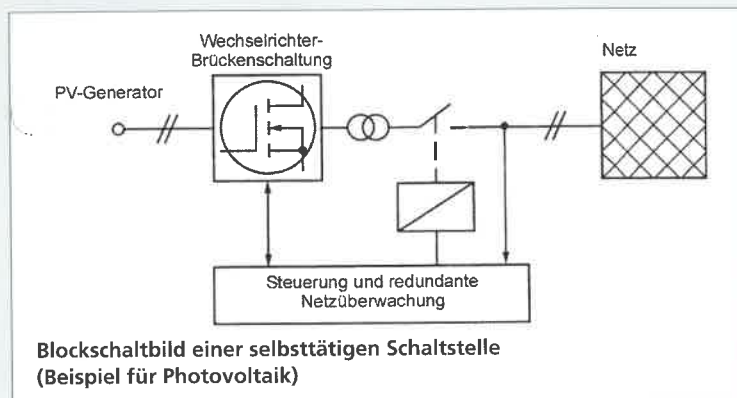 Wechselrichter-
Brückenschaltung
Netz
PV-Generator
Steuerung und redundante
Netzüberwachung
Blockschaltbild einer selbsttätigen Schaltstelle
(Beispiel für Photovoltaik)